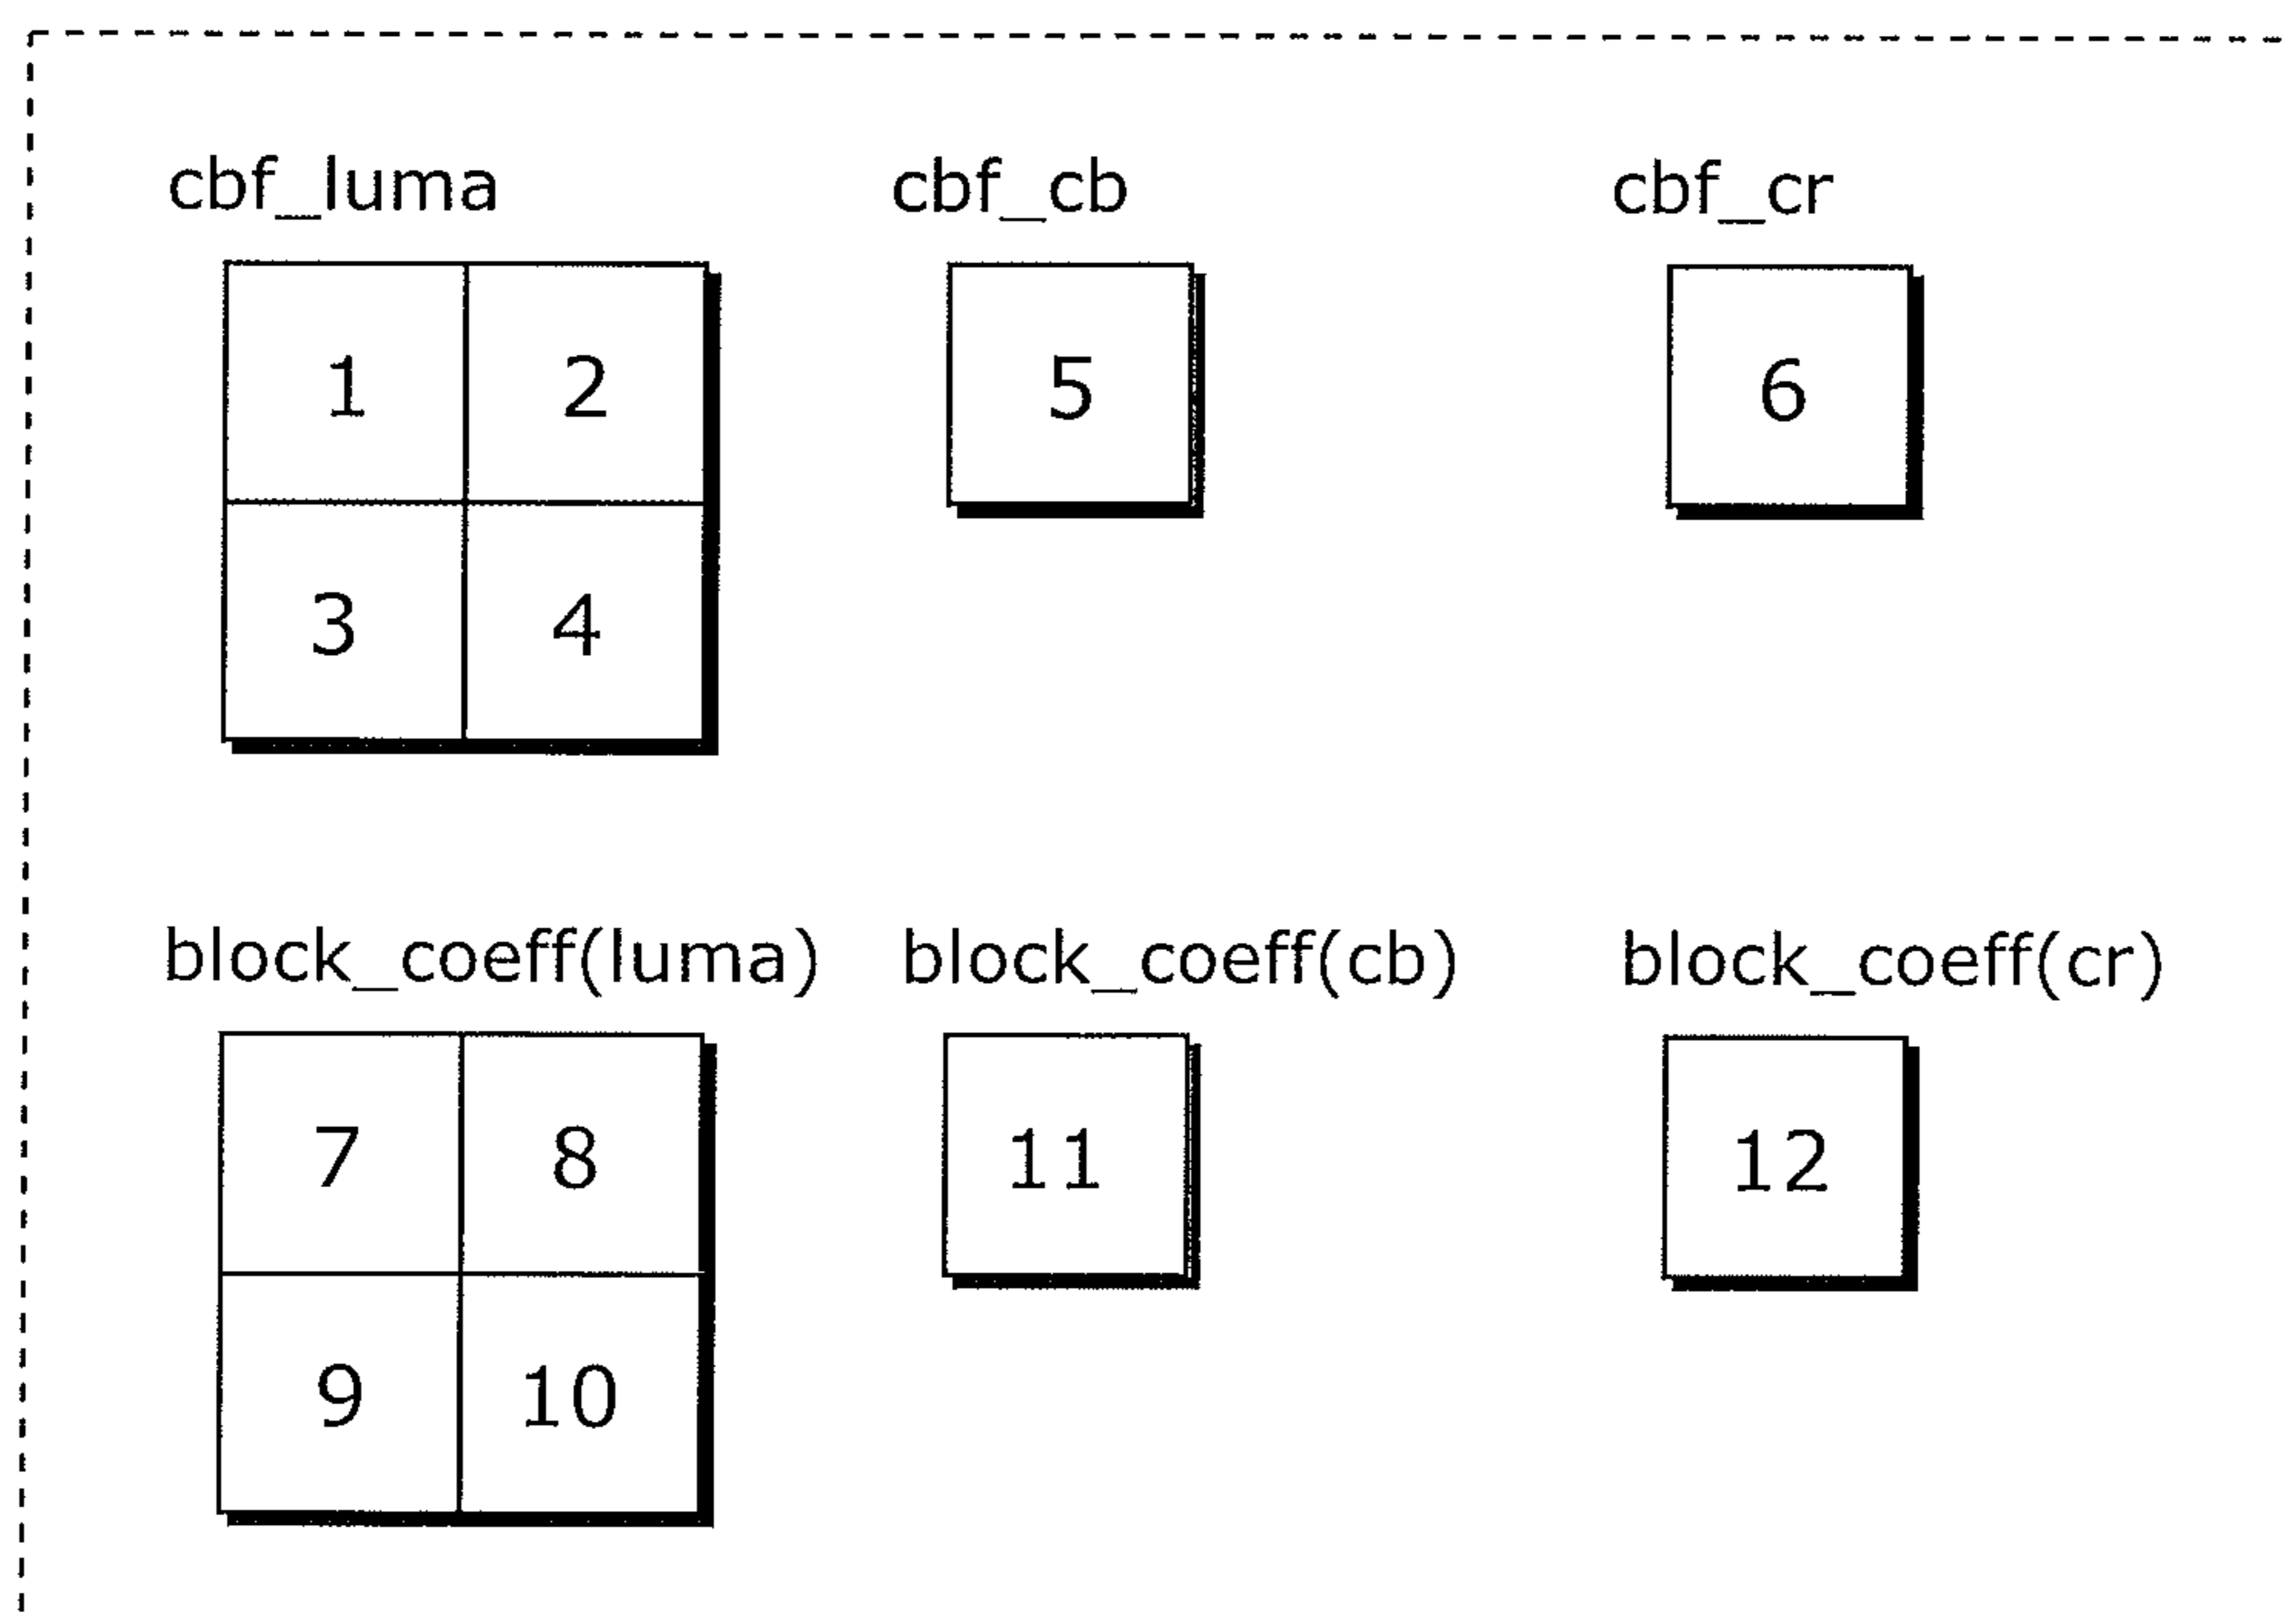 cbf_luma cbf_cb cbf_cr
1 2 5 6
3 4
block_coeff(luma) block_coeff(cb) block_coeff(cr)
7 8 11 12
9 10